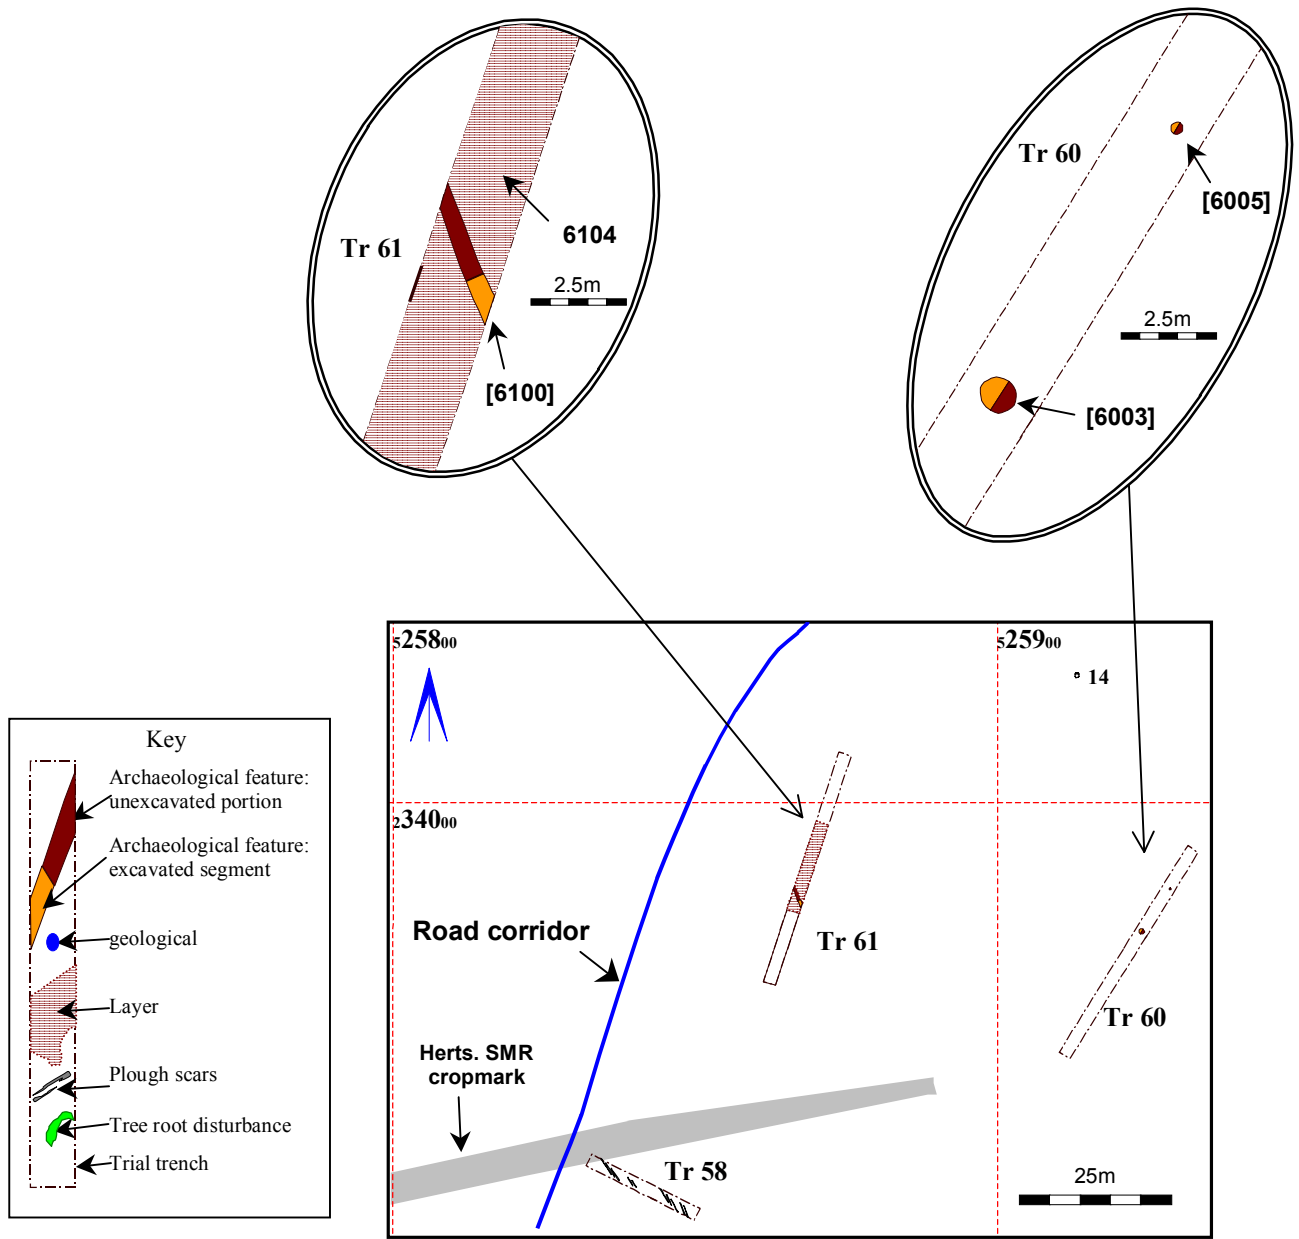 Tr 61
6104
2.5m
[6100]
Tr 60
[6005]
2.5m
[6003]
525800
525900
14
234000
Road corridor
Tr 61
Tr 60
Herts. SMR
cropmark
Tr 58
25m
Key
Archaeological feature:
unexcavated portion
Archaeological feature:
excavated segment
geological
Layer
Plough scars
Tree root disturbance
Trial trench